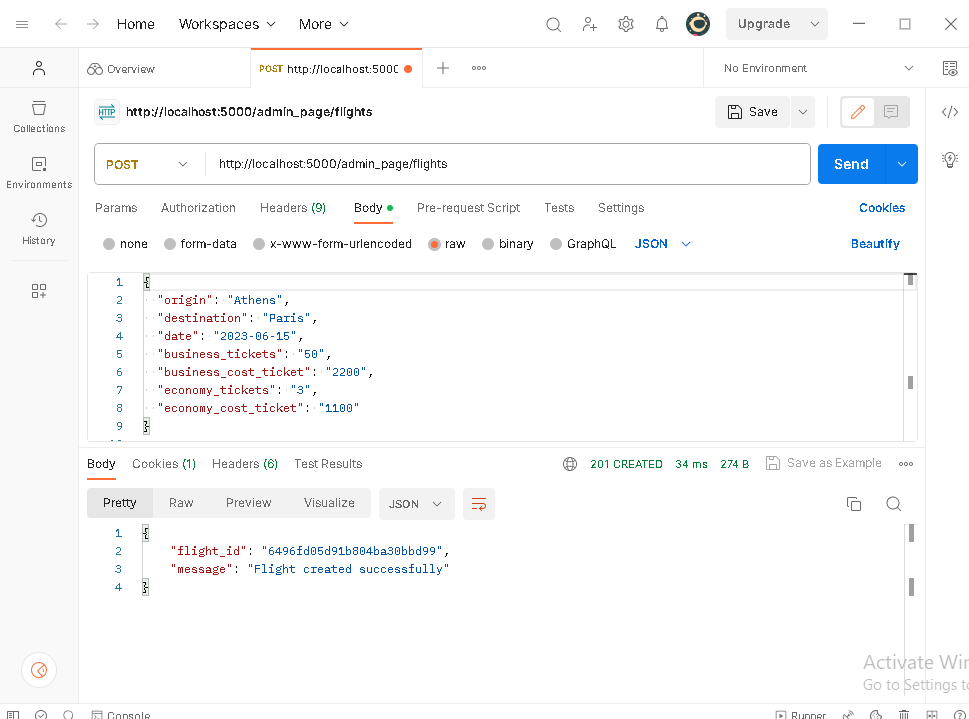 Home Workspaces More Upgrade
Overview POST http://localhost:5000 No Environment
HTTP http://localhost:5000/admin_page/flights Save
Collections
POST http://localhost:5000/admin_page/flights Send
Environments
Params Authorization Headers (9) Body Pre-request Script Tests Settings Cookies
History
none form-data x-www-form-urlencoded raw binary GraphQL JSON Beautify
1 {
2 "origin": "Athens",
3 "destination": "Paris",
4 "date": "2023-06-15",
5 "business_tickets": "50",
6 "business_cost_ticket": "2200",
7 "economy_tickets": "3",
8 "economy_cost_ticket": "1100"
9 }
Body Cookies (1) Headers (6) Test Results 201 CREATED 34 ms 274 B Save as Example
Pretty Raw Preview Visualize JSON
1 {
2 "flight_id": "6496fd05d91b804ba30bbd99",
3 "message": "Flight created successfully"
4 }
Activate Win
Go to Settings to
Console Runner